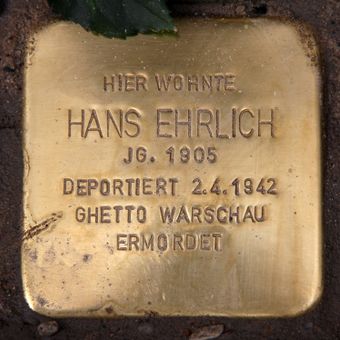 HIER WOHNTE
HANS EHRLICH
JG. 1905
DEPORTIERT 2.4.1942
GHETTO WARSCHAU
ERMORDET